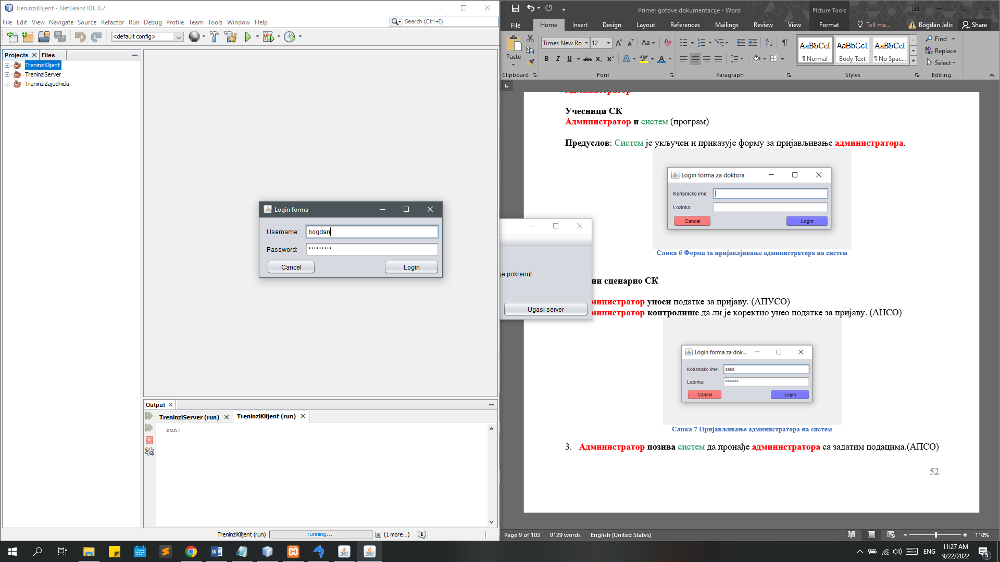 TreninziKlijent - NetBeans IDE 8.2
File Edit View Navigate Source Refactor Run Debug Profile Team Tools Window Help
Search (Ctrl+I)
<default config>
Projects Files
TreninziKlijent
TreninziServer
TreninziZajednicki
Login forma
Username: bogdan
Password: *********
Cancel Login
Output
TreninziServer (run) TreninziKlijent (run)
run:
TreninziKlijent (run) running... (1 more...) 1
Primer gotove dokumentacije - Word
Picture Tools
File Home Insert Design Layout References Mailings Review View Format Tell me... Bogdan Jelic Share
Paste
Times New Ro 12
Clipboard Font Paragraph Styles Editing
AaBbCcI AaBbCcI AaBbCcI
¶ Normal Body Text ¶ No Spac...
Find
Replace
Select
Администратор
Учесници СК
Администратор и систем (програм)
Предуслов: Систем је укључен и приказује форму за пријављивање администратора.
Login forma za doktora
Korisnicko ime:
Lozinka:
Cancel Login
Слика 6 Форма за пријављивање администратора на систем
је pokrenut
Ugasi server
ни сценарио СК
министратор уноси податке за пријаву. (АПУСО)
министратор контролише да ли је коректно унео податке за пријаву. (АНСО)
Login forma za dok...
Korisnicko ime: zeks
Lozinka: *******
Cancel Login
Слика 7 Пријављивање администратора на систем
3. Администратор позива систем да пронађе администратора са задатим подацима.(АПСО)
52
Page 9 of 103 9129 words English (United States) 110%
ENG
11:27 AM
9/22/2022
5